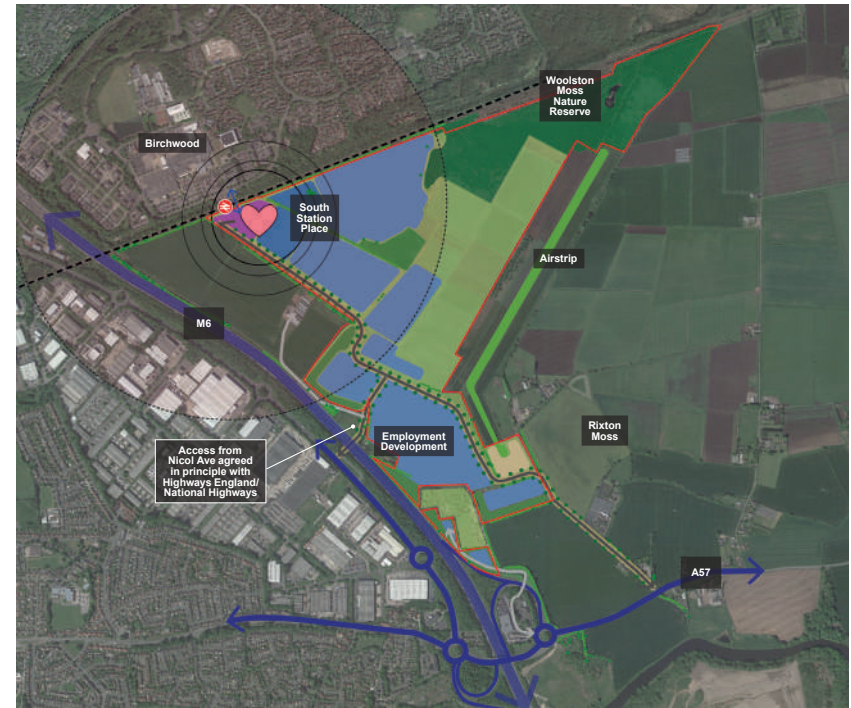 Woolston
Moss
Nature
Reserve
Birchwood
South
Station
Place
Airstrip
M6
Employment
Development
Rixton
Moss
Access from
Nicol Ave agreed
in principle with
Highways England/
National Highways
A57